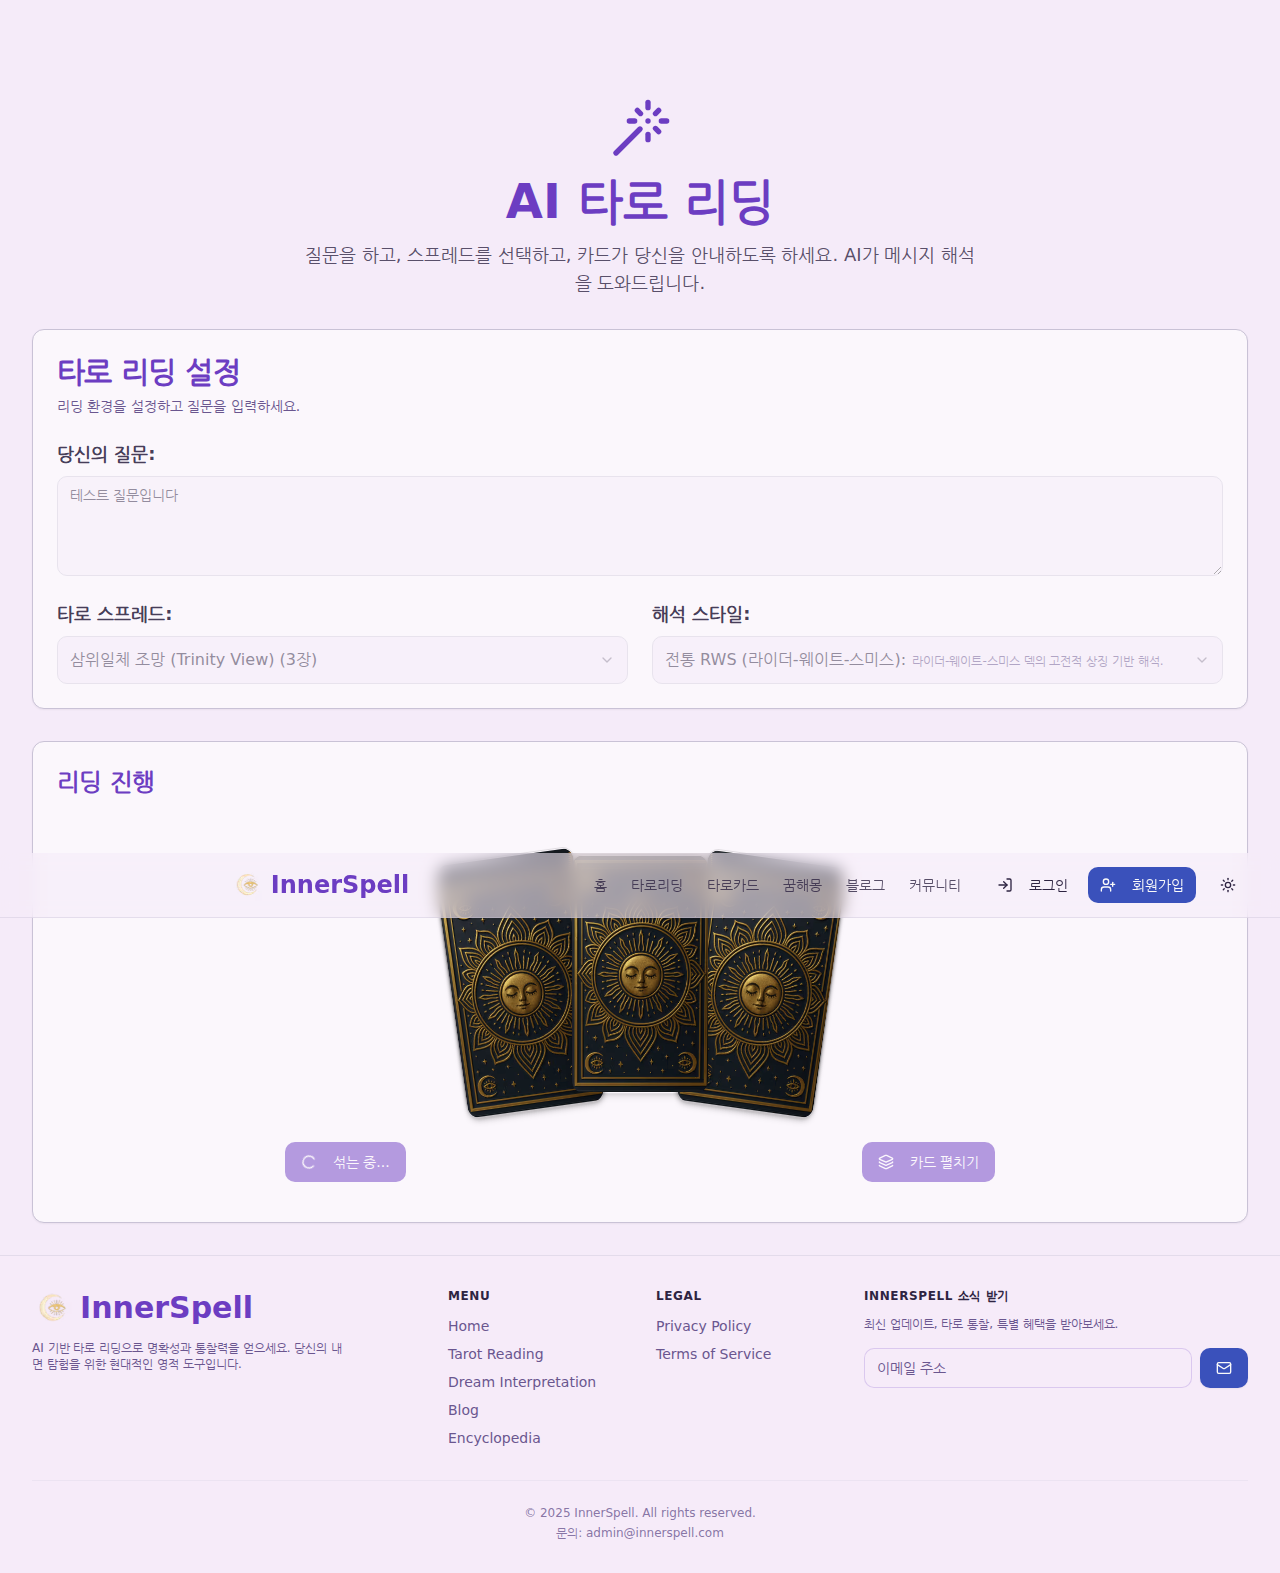 AI 타로 리딩
질문을 하고, 스프레드를 선택하고, 카드가 당신을 안내하도록 하세요. AI가 메시지 해석
을 도와드립니다.
타로 리딩 설정
리딩 환경을 설정하고 질문을 입력하세요.
당신의 질문:
테스트 질문입니다
타로 스프레드:
해석 스타일:
삼위일체 조망 (Trinity View) (3장)
전통 RWS (라이더-웨이트-스미스): 라이더-웨이트-스미스 덱의 고전적 상징 기반 해석.
리딩 진행
InnerSpell
홈 타로리딩 타로카드 꿈해몽 블로그 커뮤니티 로그인 회원가입
섞는 중...
카드 펼치기
InnerSpell
AI 기반 타로 리딩으로 명확성과 통찰력을 얻으세요. 당신의 내
면 탐험을 위한 현대적인 영적 도구입니다.
MENU
Home
Tarot Reading
Dream Interpretation
Blog
Encyclopedia
LEGAL
Privacy Policy
Terms of Service
INNERSPELL 소식 받기
최신 업데이트, 타로 통찰, 특별 혜택을 받아보세요.
이메일 주소
© 2025 InnerSpell. All rights reserved.
문의: admin@innerspell.com